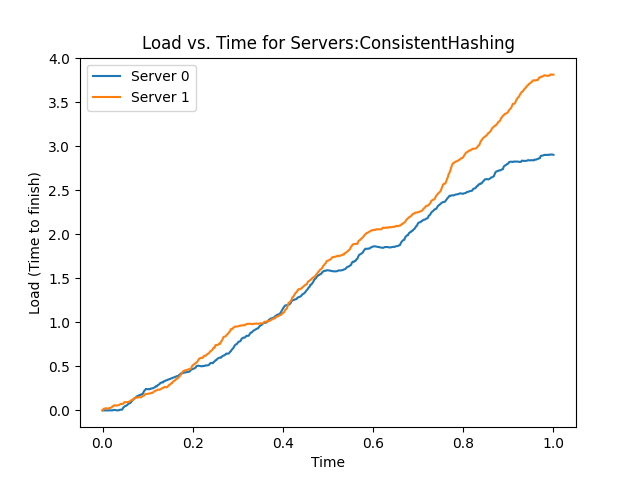 Load vs. Time for Servers:ConsistentHashing
Server 0
Server 1
Load (Time to finish)
4.0
3.5
3.0
2.5
2.0
1.5
1.0
0.5
0.0
0.0 0.2 0.4 0.6 0.8 1.0
Time